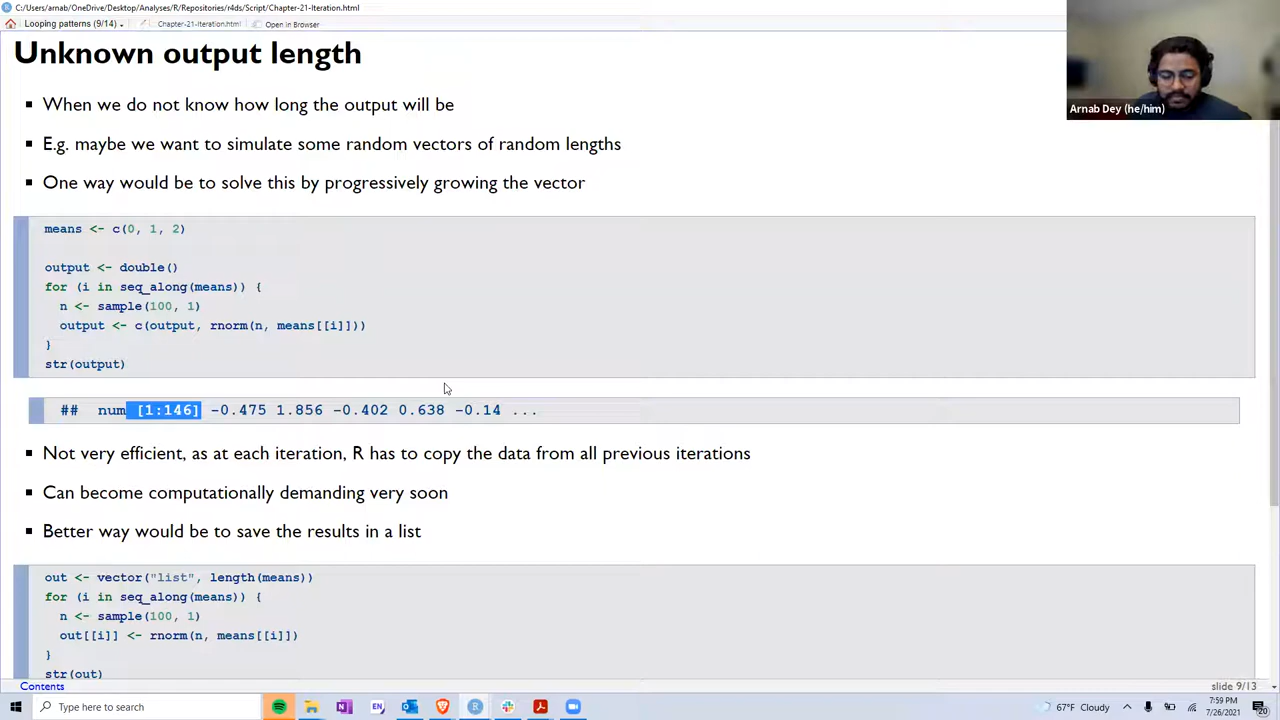 C:/Users/arnab/OneDrive/Desktop/Analyses/R/Repositories/r4ds/Script/Chapter-21-Iteration.html
Looping patterns (9/14)
Chapter-21-Iteration.html
Open in Browser
Unknown output length
When we do not know how long the output will be
E.g. maybe we want to simulate some random vectors of random lengths
One way would be to solve this by progressively growing the vector
means <- c(0, 1, 2)
output <- double()
for (i in seq_along(means)) {
n <- sample(100, 1)
output <- c(output, rnorm(n, means[[i]]))
}
str(output)
## num [1:146] -0.475 1.856 -0.402 0.638 -0.14 ...
Not very efficient, as at each iteration, R has to copy the data from all previous iterations
Can become computationally demanding very soon
Better way would be to save the results in a list
out <- vector("list", length(means))
for (i in seq_along(means)) {
n <- sample(100, 1)
out[[i]] <- rnorm(n, means[[i]])
}
str(out)
Contents
slide 9/13
Arnab Dey (he/him)
Type here to search
EN
67°F Cloudy
7:59 PM
7/26/2021
20